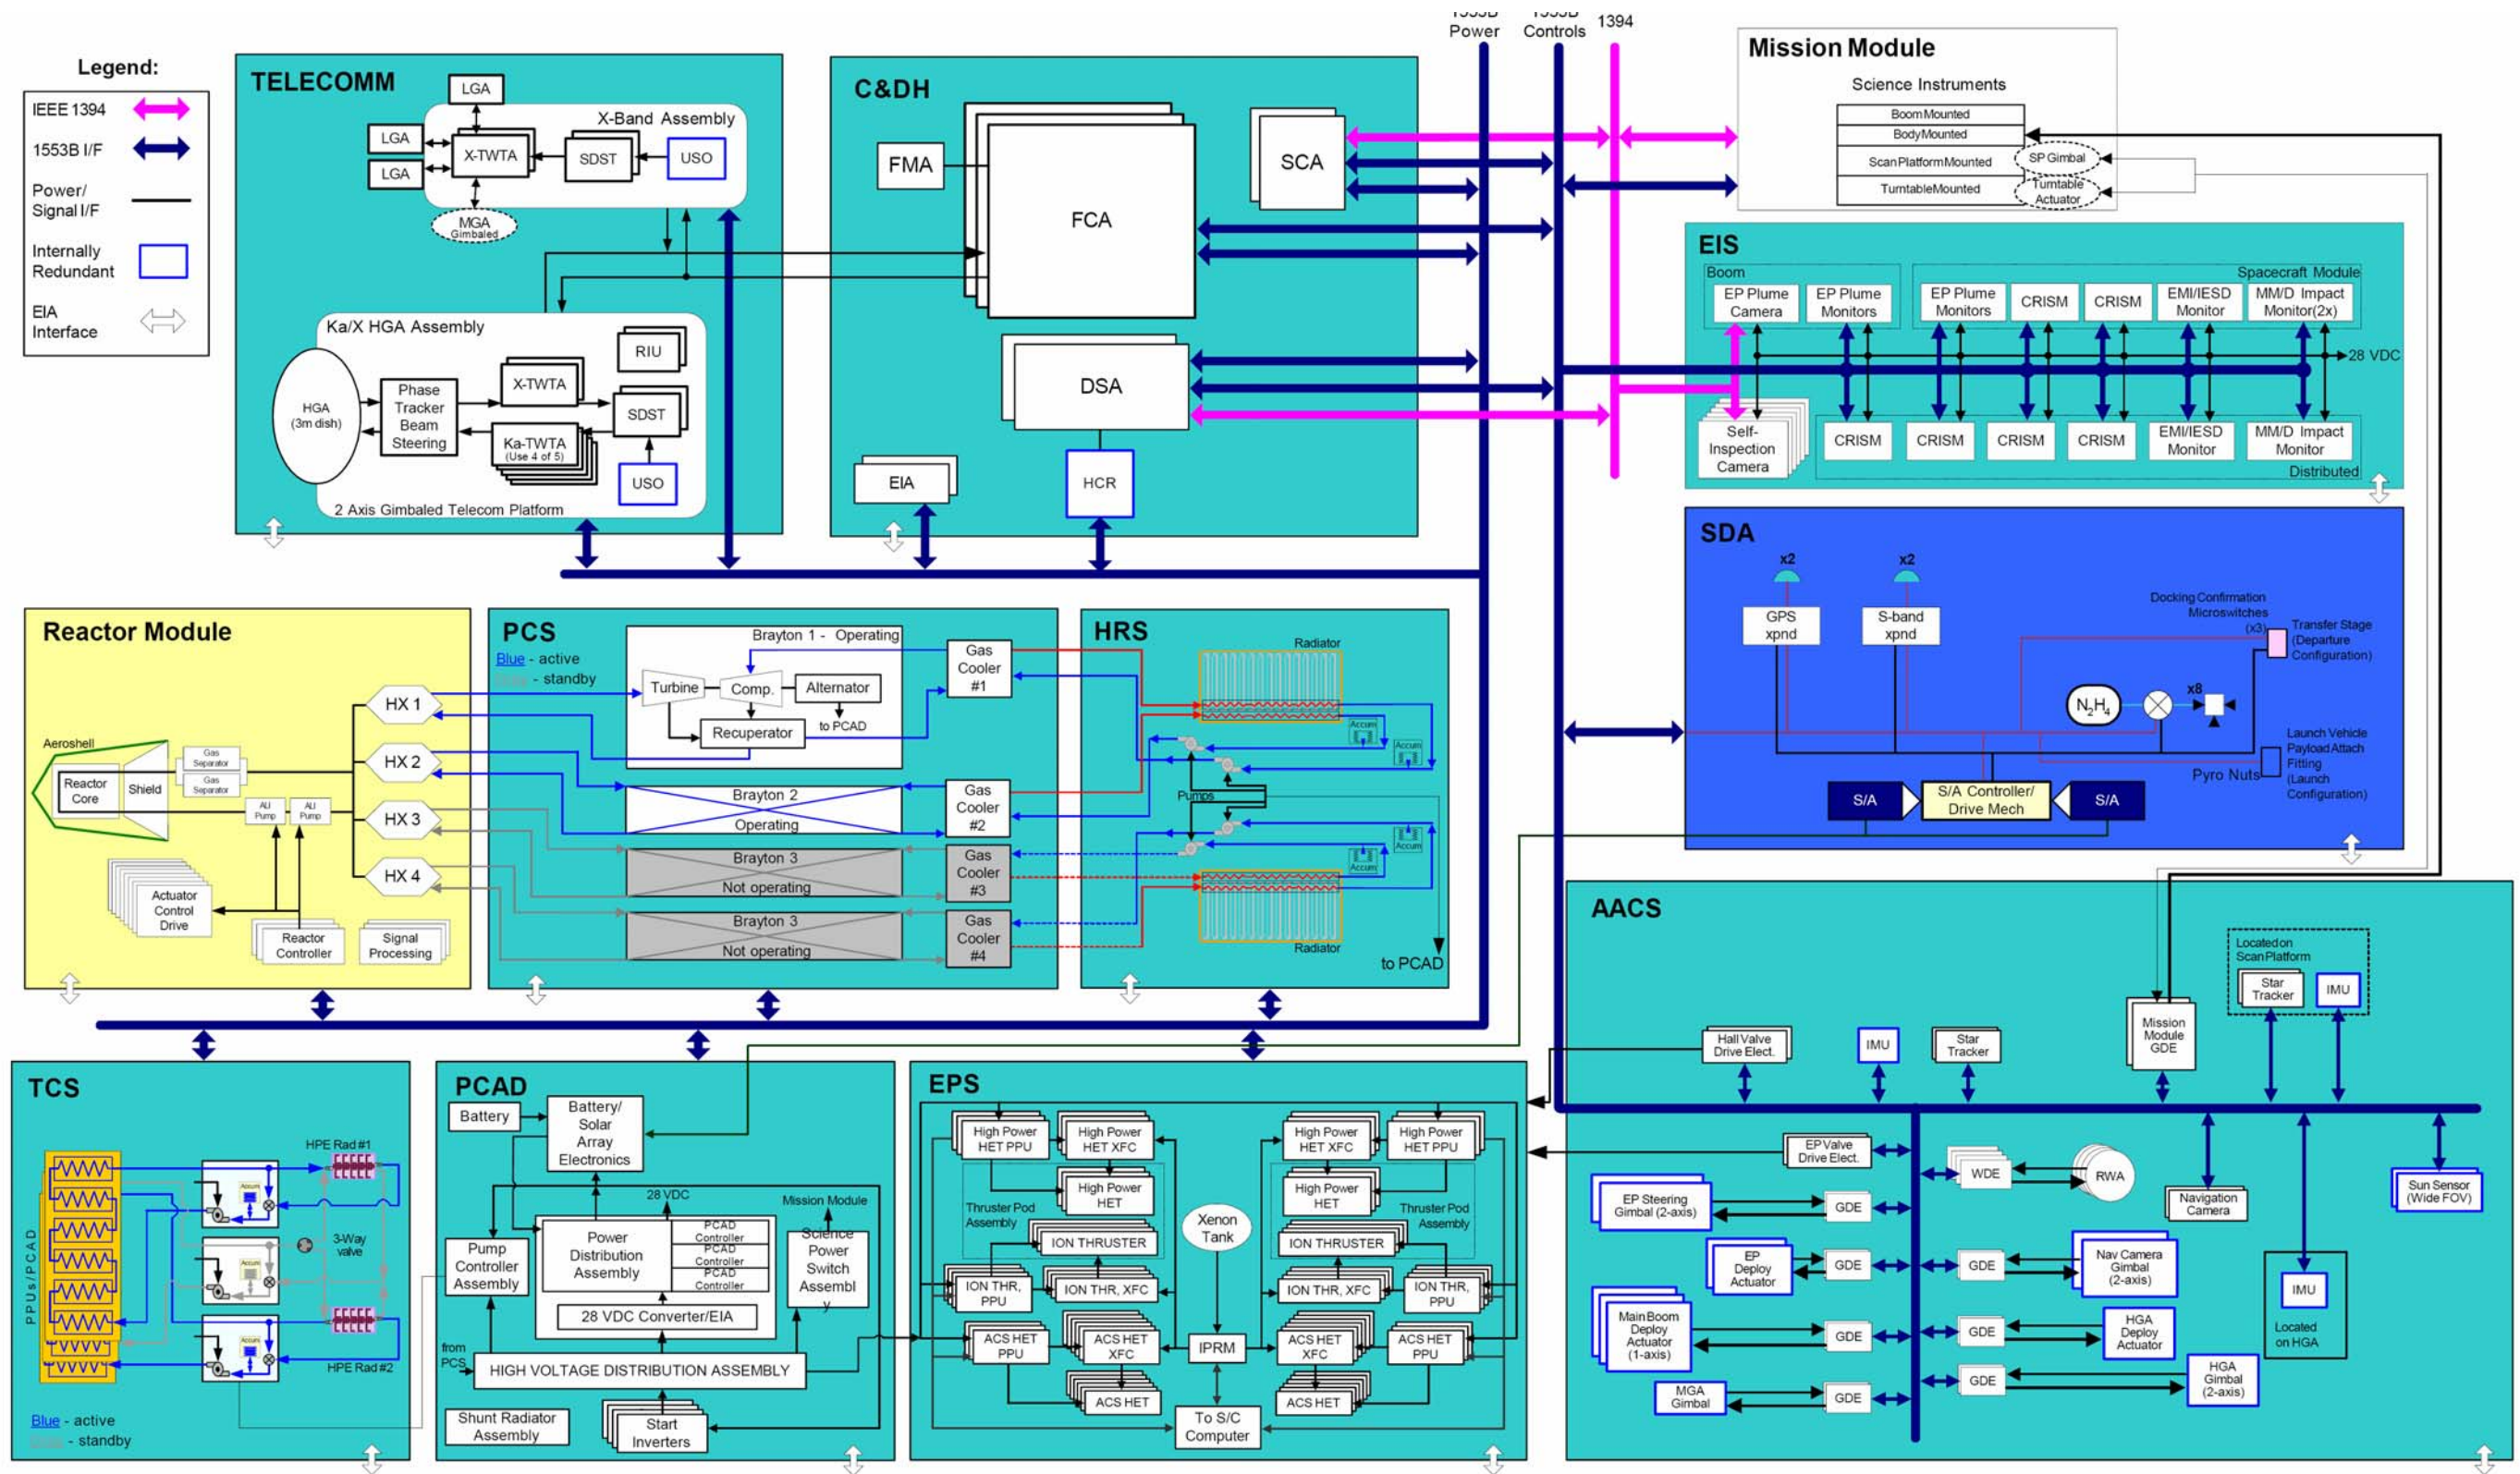 Legend:
IEEE 1394
1553B I/F
Power/
Signal I/F
Internally
Redundant
EIA
Interface
TELECOMM
LGA
X-Band Assembly
LGA
X-TWTA
SDST
USO
LGA
MGA
Gimbaled
Ka/X HGA Assembly
RIU
X-TWTA
HGA
(3m dish)
Phase
Tracker
Beam
Steering
SDST
Ka-TWTA
(Use 4 of 5)
USO
2 Axis Gimbaled Telecom Platform
C&DH
FMA
FCA
SCA
DSA
EIA
HCR
Power
Controls
1394
Mission Module
Science Instruments
Boom Mounted
Body Mounted
Scan Platform Mounted
Turntable Mounted
SP Gimbal
Turntable
Actuator
EIS
Boom
Spacecraft Module
EP Plume
Camera
EP Plume
Monitors
EP Plume
Monitors
CRISM
CRISM
EMI/IESD
Monitor
MM/D Impact
Monitor(2x)
28 VDC
Self-
Inspection
Camera
CRISM
CRISM
CRISM
CRISM
EMI/IESD
Monitor
MM/D Impact
Monitor
Distributed
SDA
x2
x2
GPS
xpnd
S-band
xpnd
Docking Confirmation
Microswitches
(x3)
Transfer Stage
(Departure
Configuration)
N2H4
x8
Launch Vehicle
Payload Attach
Fitting
(Launch
Configuration)
Pyro Nuts
S/A
S/A Controller/
Drive Mech
S/A
Reactor Module
Aeroshell
Reactor
Core
Shield
Gas
Separator
Gas
Separator
ALI
Pump
ALI
Pump
HX 1
HX 2
HX 3
HX 4
Actuator
Control
Drive
Reactor
Controller
Signal
Processing
PCS
Blue - active
- standby
Brayton 1 - Operating
Turbine
Comp.
Alternator
to PCAD
Recuperator
Brayton 2
Operating
Brayton 3
Not operating
Brayton 3
Not operating
Gas
Cooler
#1
Gas
Cooler
#2
Gas
Cooler
#3
Gas
Cooler
#4
HRS
Radiator
Accum
Accum
Pumps
Accum
Accum
Radiator
to PCAD
TCS
PPUs/PCAD
HPE Rad #1
Accum
Accum
3-Way
valve
Accum
HPE Rad #2
Blue - active
- standby
PCAD
Battery
Battery/
Solar
Array
Electronics
28 VDC
Mission Module
Pump
Controller
Assembly
Power
Distribution
Assembly
PCAD
Controller
PCAD
Controller
PCAD
Controller
Science
Power
Switch
Assembl
y
28 VDC Converter/EIA
from
PCS
HIGH VOLTAGE DISTRIBUTION ASSEMBLY
Shunt Radiator
Assembly
Start
Inverters
EPS
High Power
HET PPU
High Power
HET XFC
High Power
HET
Thruster Pod
Assembly
ION THRUSTER
ION THR,
PPU
ION THR, XFC
ACS HET
PPU
ACS HET
XFC
ACS HET
Xenon
Tank
IPRM
To S/C
Computer
High Power
HET XFC
High Power
HET PPU
High Power
HET
Thruster Pod
Assembly
ION THRUSTER
ION THR, XFC
ION THR,
PPU
ACS HET
XFC
ACS HET
PPU
ACS HET
AACS
Located on
Scan Platform
Star
Tracker
IMU
Hall Valve
Drive Elect.
IMU
Star
Tracker
Mission
Module
GDE
EP Valve
Drive Elect.
WDE
RWA
EP Steering
Gimbal (2-axis)
GDE
Navigation
Camera
Sun Sensor
(Wide FOV)
EP
Deploy
Actuator
GDE
GDE
Nav Camera
Gimbal
(2-axis)
IMU
Located
on HGA
Main Boom
Deploy
Actuator
(1-axis)
GDE
GDE
HGA
Deploy
Actuator
MGA
Gimbal
GDE
GDE
HGA
Gimbal
(2-axis)